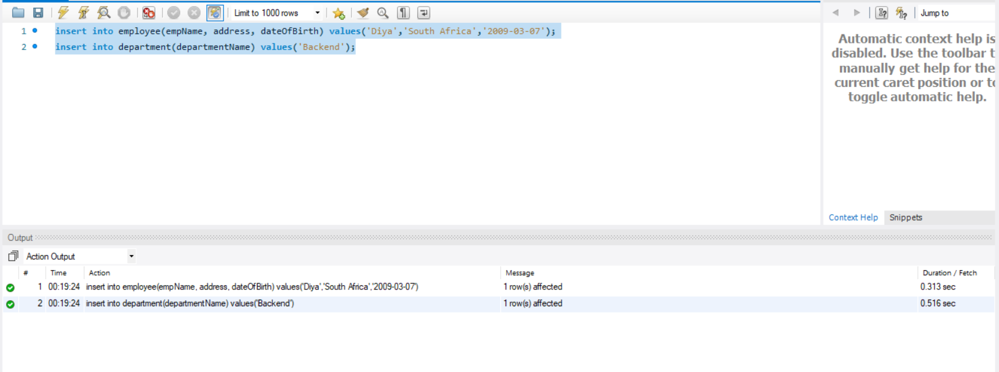 Limit to 1000 rows
Jump to
1 insert into employee(empName, address, dateOfBirth) values('Diya','South Africa','2009-03-07');
2 insert into department(departmentName) values('Backend');
Automatic context help is
disabled. Use the toolbar t
manually get help for the
current caret position or to
toggle automatic help.
Context Help Snippets
Output
Action Output
# Time Action Message Duration / Fetch
1 00:19:24 insert into employee(empName, address, dateOfBirth) values('Diya','South Africa','2009-03-07') 1 row(s) affected 0.313 sec
2 00:19:24 insert into department(departmentName) values('Backend') 1 row(s) affected 0.516 sec